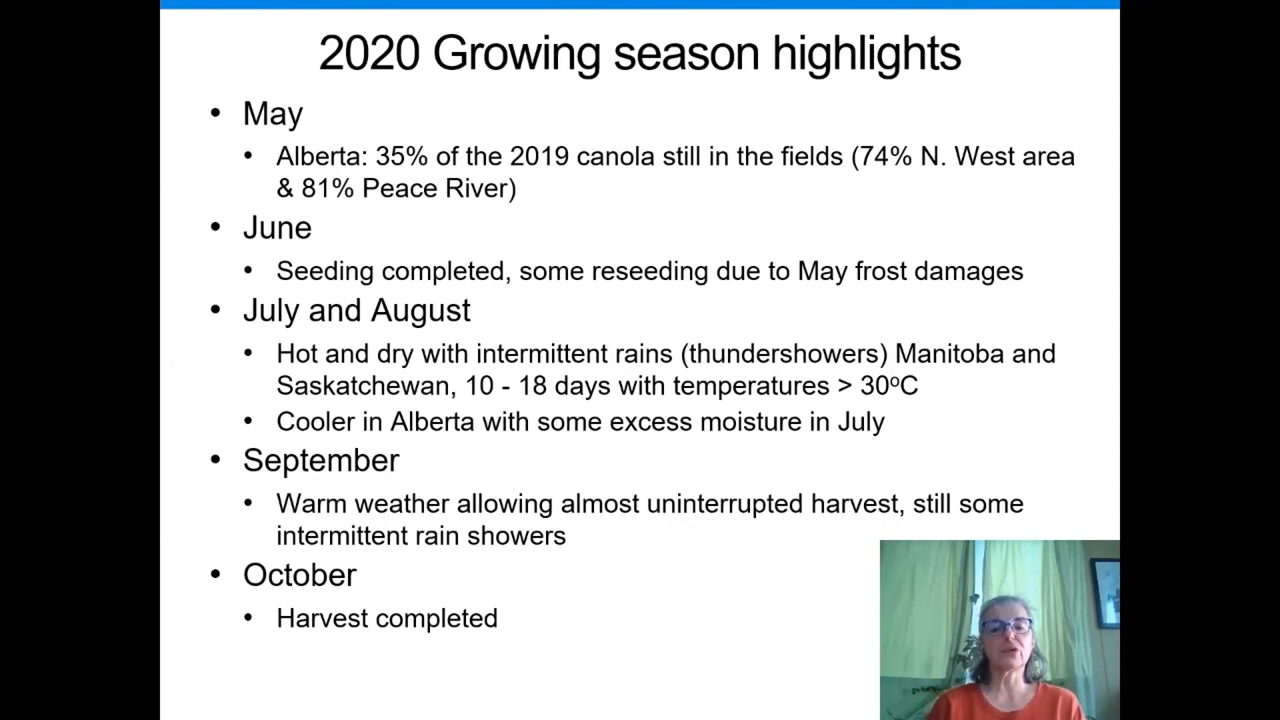 2020 Growing season highlights
• May
• Alberta: 35% of the 2019 canola still in the fields (74% N. West area
& 81% Peace River)
• June
• Seeding completed, some reseeding due to May frost damages
• July and August
• Hot and dry with intermittent rains (thundershowers) Manitoba and
Saskatchewan, 10 - 18 days with temperatures > 30ºC
• Cooler in Alberta with some excess moisture in July
• September
• Warm weather allowing almost uninterrupted harvest, still some
intermittent rain showers
• October
• Harvest completed